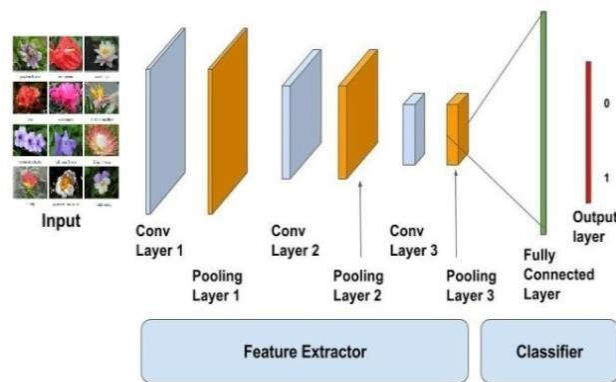 Input
Conv
Layer 1
Pooling
Layer 1
Conv
Layer 2
Pooling
Layer 2
Conv
Layer 3
Pooling
Layer 3
Fully
Connected
Layer
0
1
Output
layer
Feature Extractor
Classifier